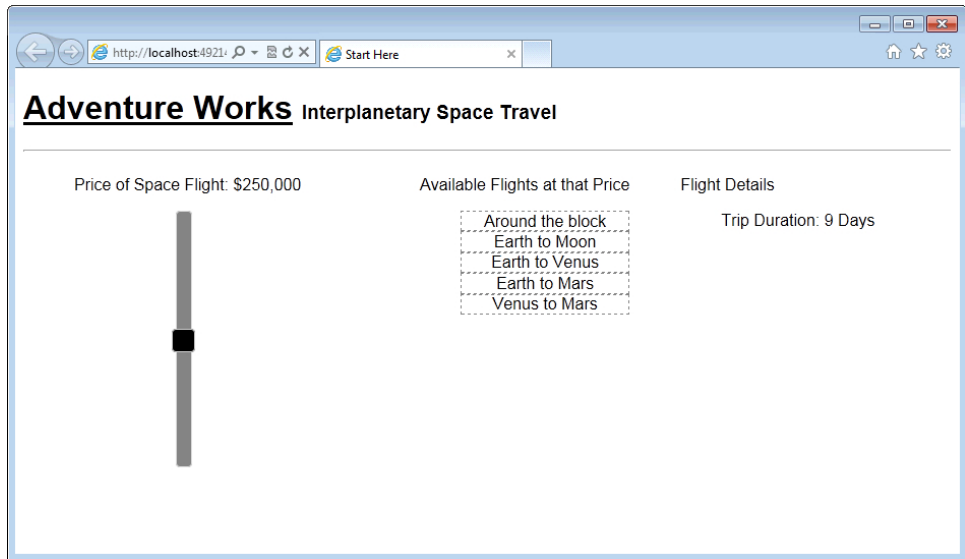 http://localhost:4921
Start Here
Adventure Works Interplanetary Space Travel
Price of Space Flight: $250,000
Available Flights at that Price
Flight Details
Around the block
Earth to Moon
Earth to Venus
Earth to Mars
Venus to Mars
Trip Duration: 9 Days